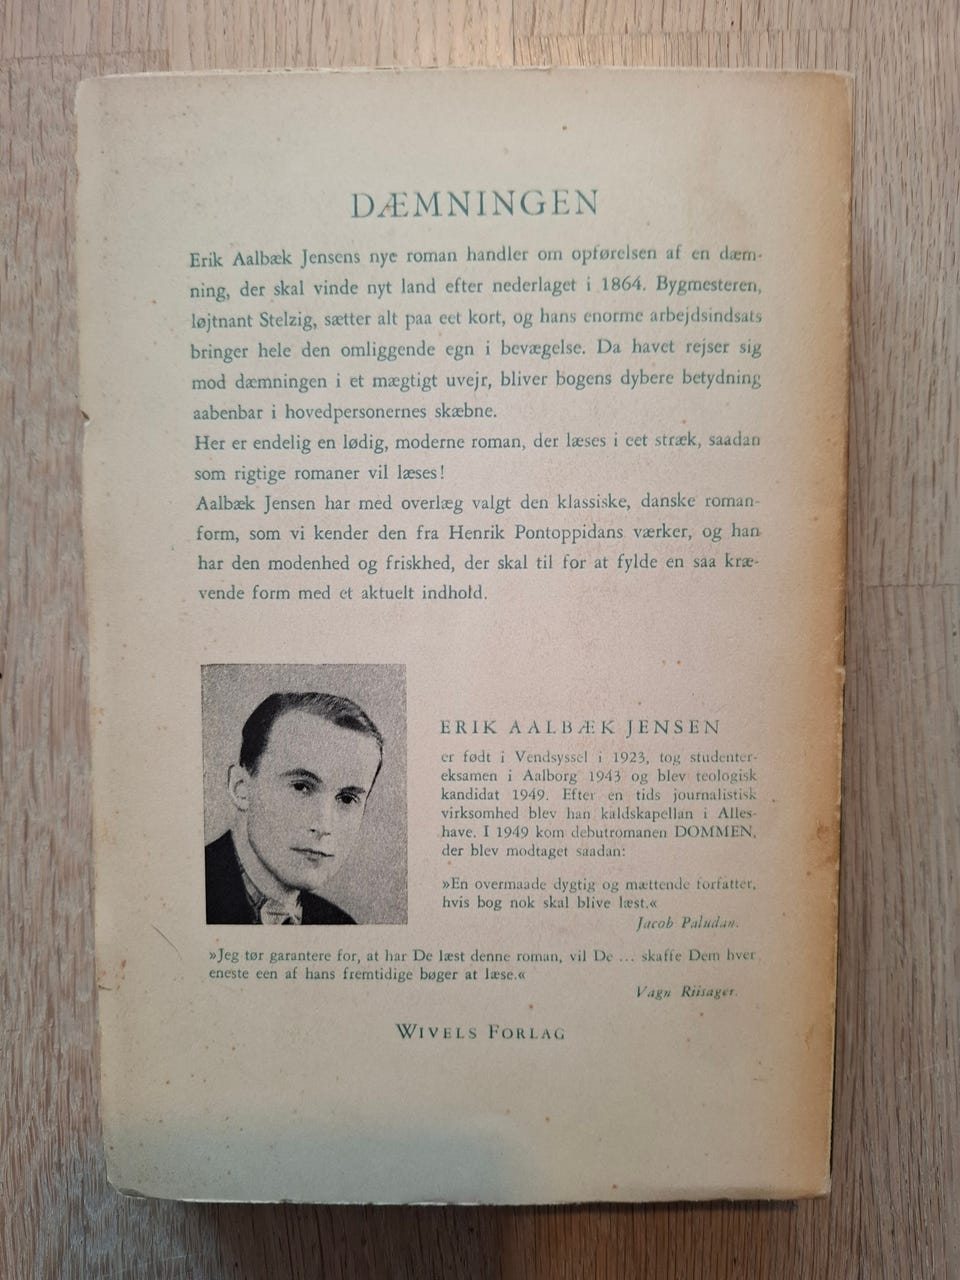 DÆMNINGEN
Erik Aalbæk Jensens nye roman handler om opførelsen af en dæm-
ning, der skal vinde nyt land efter nederlaget i 1864. Bygmesteren,
løjtnant Stelzig, sætter alt paa eet kort, og hans enorme arbejdsindsats
bringer hele den omliggende egn i bevægelse. Da havet rejser sig
mod dæmningen i et mægtigt uvejr, bliver bogens dybere betydning
aabenbar i hovedpersonernes skæbne.
Her er endelig en lødig, moderne roman, der læses i eet stræk, saadan
som rigtige romaner vil læses!
Aalbæk Jensen har med overlæg valgt den klassiske, danske roman-
form, som vi kender den fra Henrik Pontoppidans værker, og han
har den modenhed og friskhed, der skal til for at fylde en saa kræ-
vende form med et aktuelt indhold.
ERIK AALBÆK JENSEN
er født i Vendsyssel i 1923, tog studenter-
eksamen i Aalborg 1943 og blev teologisk
kandidat 1949. Efter en tids journalistisk
virksomhed blev han kaldskapellan i Alles-
have. I 1949 kom debutromanen DOMMEN,
der blev modtaget saadan:
»En overmaade dygtig og mættende forfatter,
hvis bog nok skal blive læst.«
Jacob Paludan.
»Jeg tør garantere for, at har De læst denne roman, vil De ... skaffe Dem hver
eneste een af hans fremtidige bøger at læse.«
Vagn Riisager.
WIVELS FORLAG